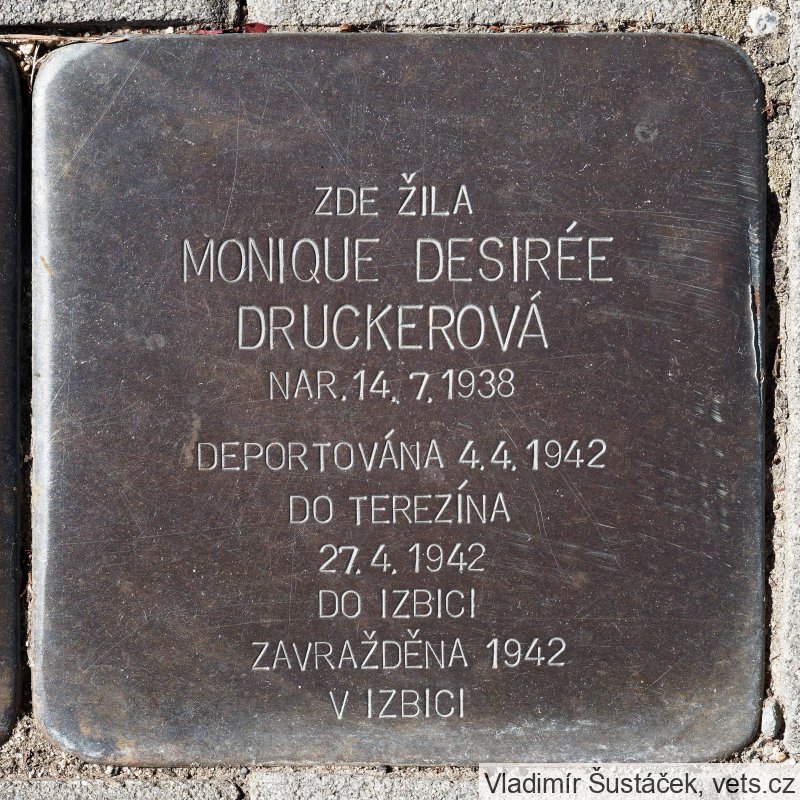 ZDE ŽILA
MONIQUE DESIRÉE
DRUCKEROVÁ
NAR. 14. 7. 1938
DEPORTOVÁNA 4. 4. 1942
DO TEREZÍNA
27. 4. 1942
DO IZBICI
ZAVRAŽDĚNA 1942
V IZBICI
Vladimír Šustáček, vets.cz